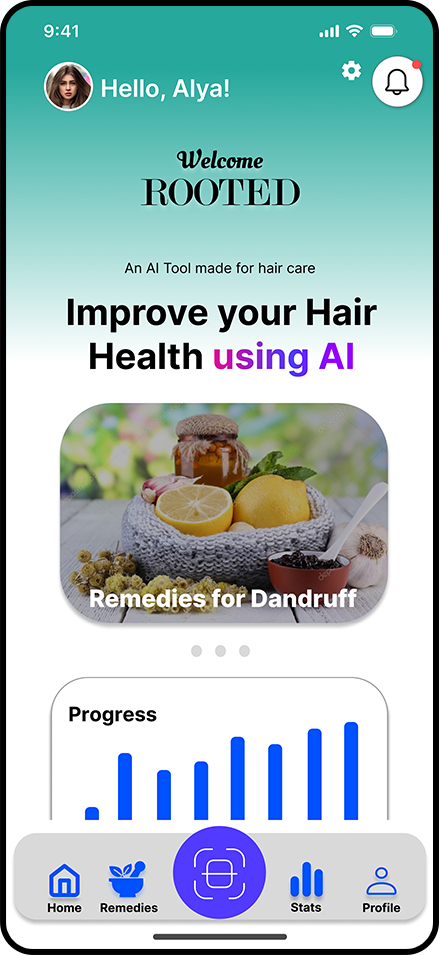 9:41
Hello, Alya!
Welcome
ROOTED
An AI Tool made for hair care
Improve your Hair
Health using AI
Remedies for Dandruff
Progress
Home
Remedies
Stats
Profile